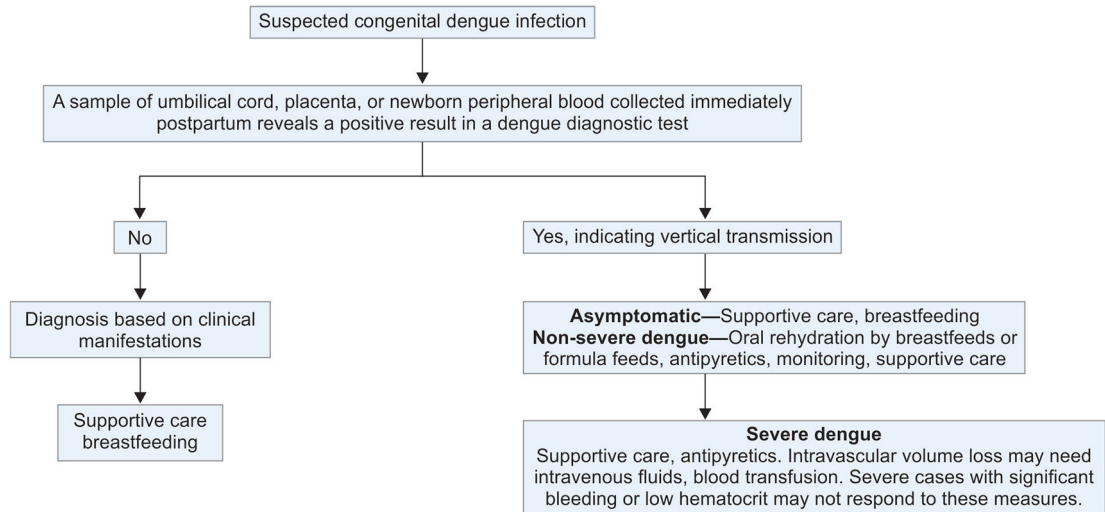 Suspected congenital dengue infection
A sample of umbilical cord, placenta, or newborn peripheral blood collected immediately
postpartum reveals a positive result in a dengue diagnostic test
No
Yes, indicating vertical transmission
Diagnosis based on clinical
manifestations
Asymptomatic—Supportive care, breastfeeding
Non-severe dengue—Oral rehydration by breastfeeds or
formula feeds, antipyretics, monitoring, supportive care
Supportive care
breastfeeding
Severe dengue
Supportive care, antipyretics. Intravascular volume loss may need
intravenous fluids, blood transfusion. Severe cases with significant
bleeding or low hematocrit may not respond to these measures.